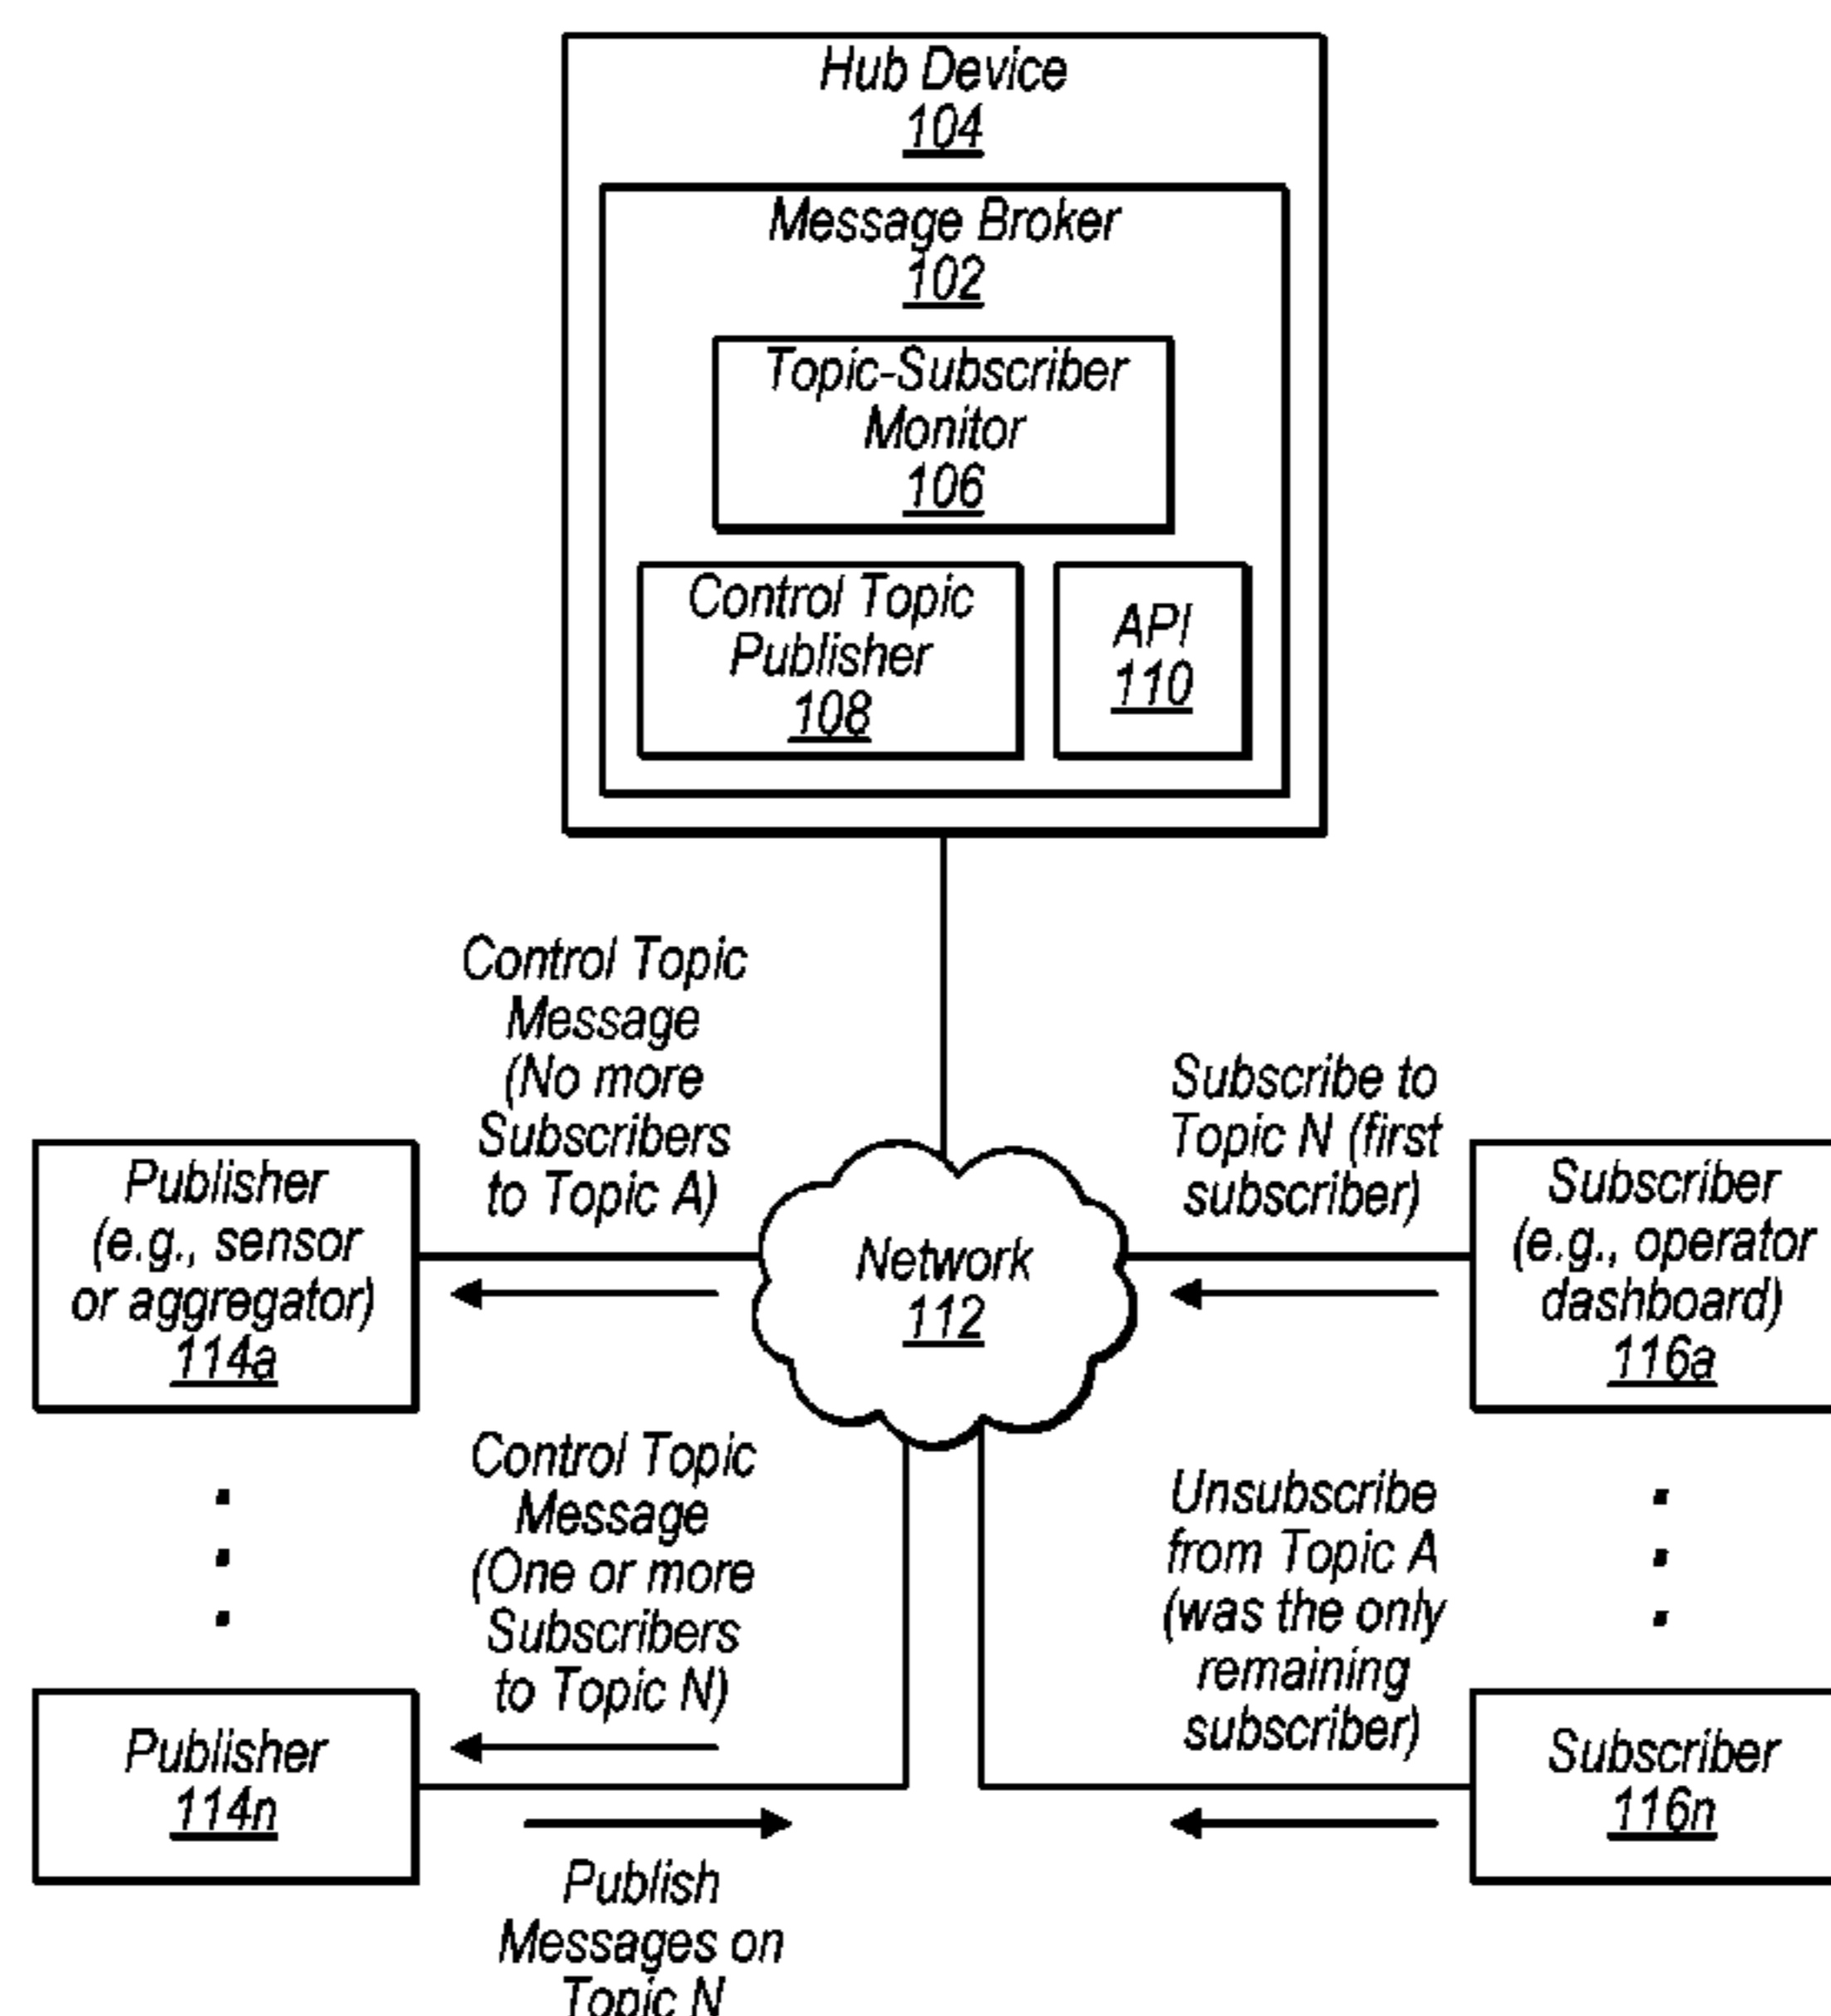 Hub Device
104
Message Broker
102
Topic-Subscriber
Monitor
106
Control Topic
Publisher
108
API
110
Control Topic
Message
(No more
Subscribers
to Topic A)
Subscribe to
Topic N (first
subscriber)
Publisher
(e.g., sensor
or aggregator)
114a
Network
112
Subscriber
(e.g., operator
dashboard)
116a
Control Topic
Message
(One or more
Subscribers
to Topic N)
Unsubscribe
from Topic A
(was the only
remaining
subscriber)
Publisher
114n
Subscriber
116n
Publish
Messages on
Topic N